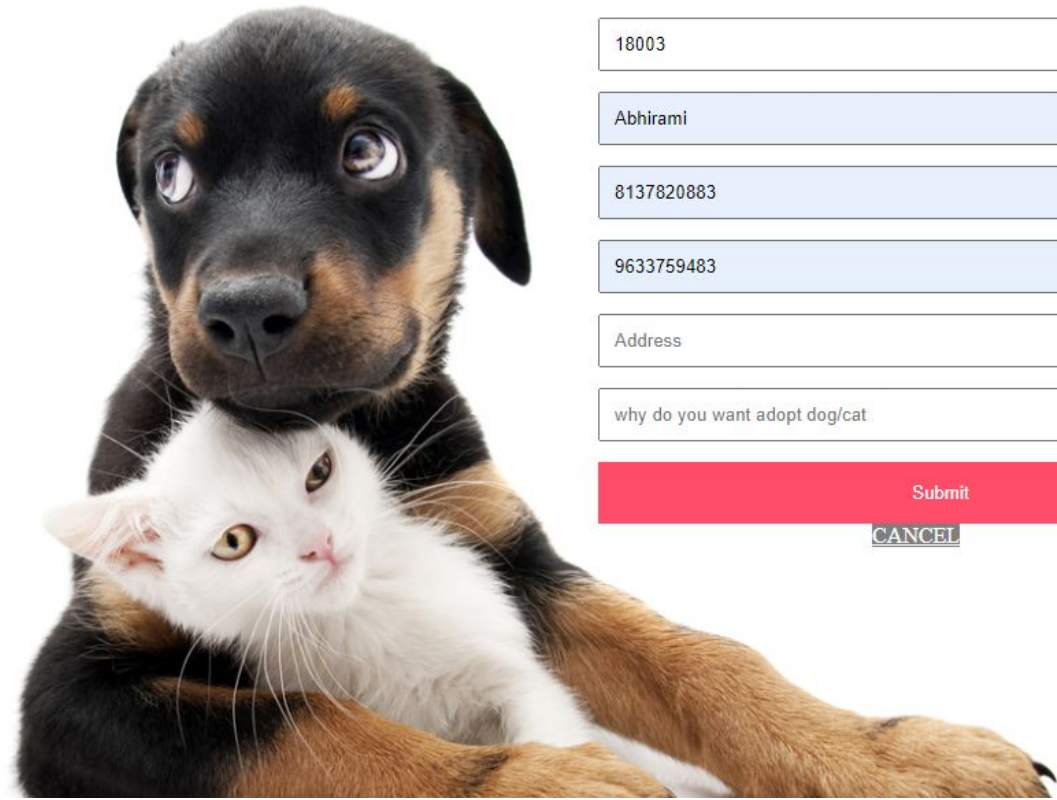 18003
Abhirami
8137820883
9633759483
Address
why do you want adopt dog/cat
Submit
CANCEL